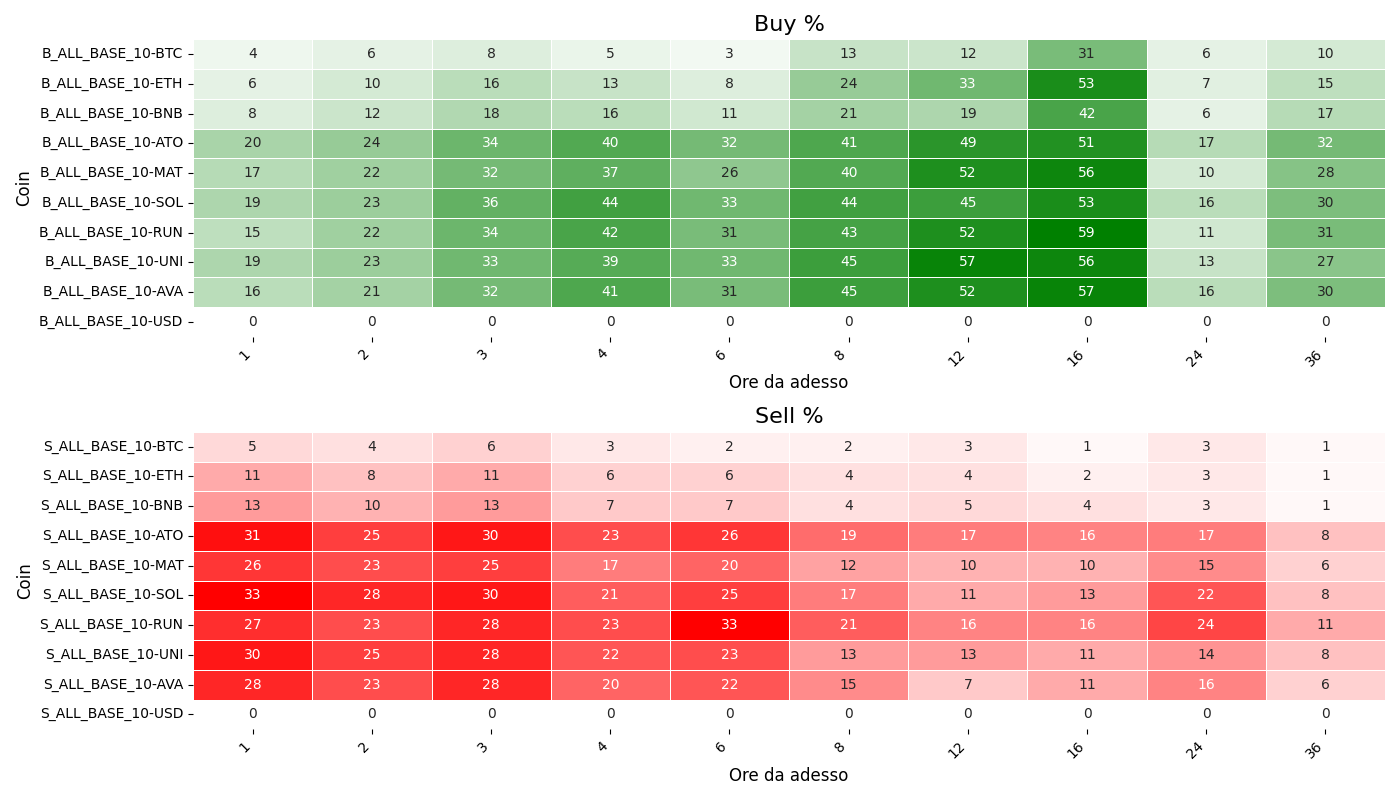 Buy %
Coin
B_ALL_BASE_10-BTC 4 6 8 5 3 13 12 31 6 10
B_ALL_BASE_10-ETH 6 10 16 13 8 24 33 53 7 15
B_ALL_BASE_10-BNB 8 12 18 16 11 21 19 42 6 17
B_ALL_BASE_10-ATO 20 24 34 40 32 41 49 51 17 32
B_ALL_BASE_10-MAT 17 22 32 37 26 40 52 56 10 28
B_ALL_BASE_10-SOL 19 23 36 44 33 44 45 53 16 30
B_ALL_BASE_10-RUN 15 22 34 42 31 43 52 59 11 31
B_ALL_BASE_10-UNI 19 23 33 39 33 45 57 56 13 27
B_ALL_BASE_10-AVA 16 21 32 41 31 45 52 57 16 30
B_ALL_BASE_10-USD 0 0 0 0 0 0 0 0 0 0
1 2 3 4 6 8 12 16 24 36
Ore da adesso
Sell %
Coin
S_ALL_BASE_10-BTC 5 4 6 3 2 2 3 1 3 1
S_ALL_BASE_10-ETH 11 8 11 6 6 4 4 2 3 1
S_ALL_BASE_10-BNB 13 10 13 7 7 4 5 4 3 1
S_ALL_BASE_10-ATO 31 25 30 23 26 19 17 16 17 8
S_ALL_BASE_10-MAT 26 23 25 17 20 12 10 10 15 6
S_ALL_BASE_10-SOL 33 28 30 21 25 17 11 13 22 8
S_ALL_BASE_10-RUN 27 23 28 23 33 21 16 16 24 11
S_ALL_BASE_10-UNI 30 25 28 22 23 13 13 11 14 8
S_ALL_BASE_10-AVA 28 23 28 20 22 15 7 11 16 6
S_ALL_BASE_10-USD 0 0 0 0 0 0 0 0 0 0
1 2 3 4 6 8 12 16 24 36
Ore da adesso